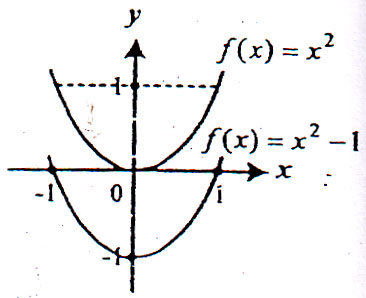 y
f(x) = x²
1
f(x) = x² −1
-1 0 1 x
-1